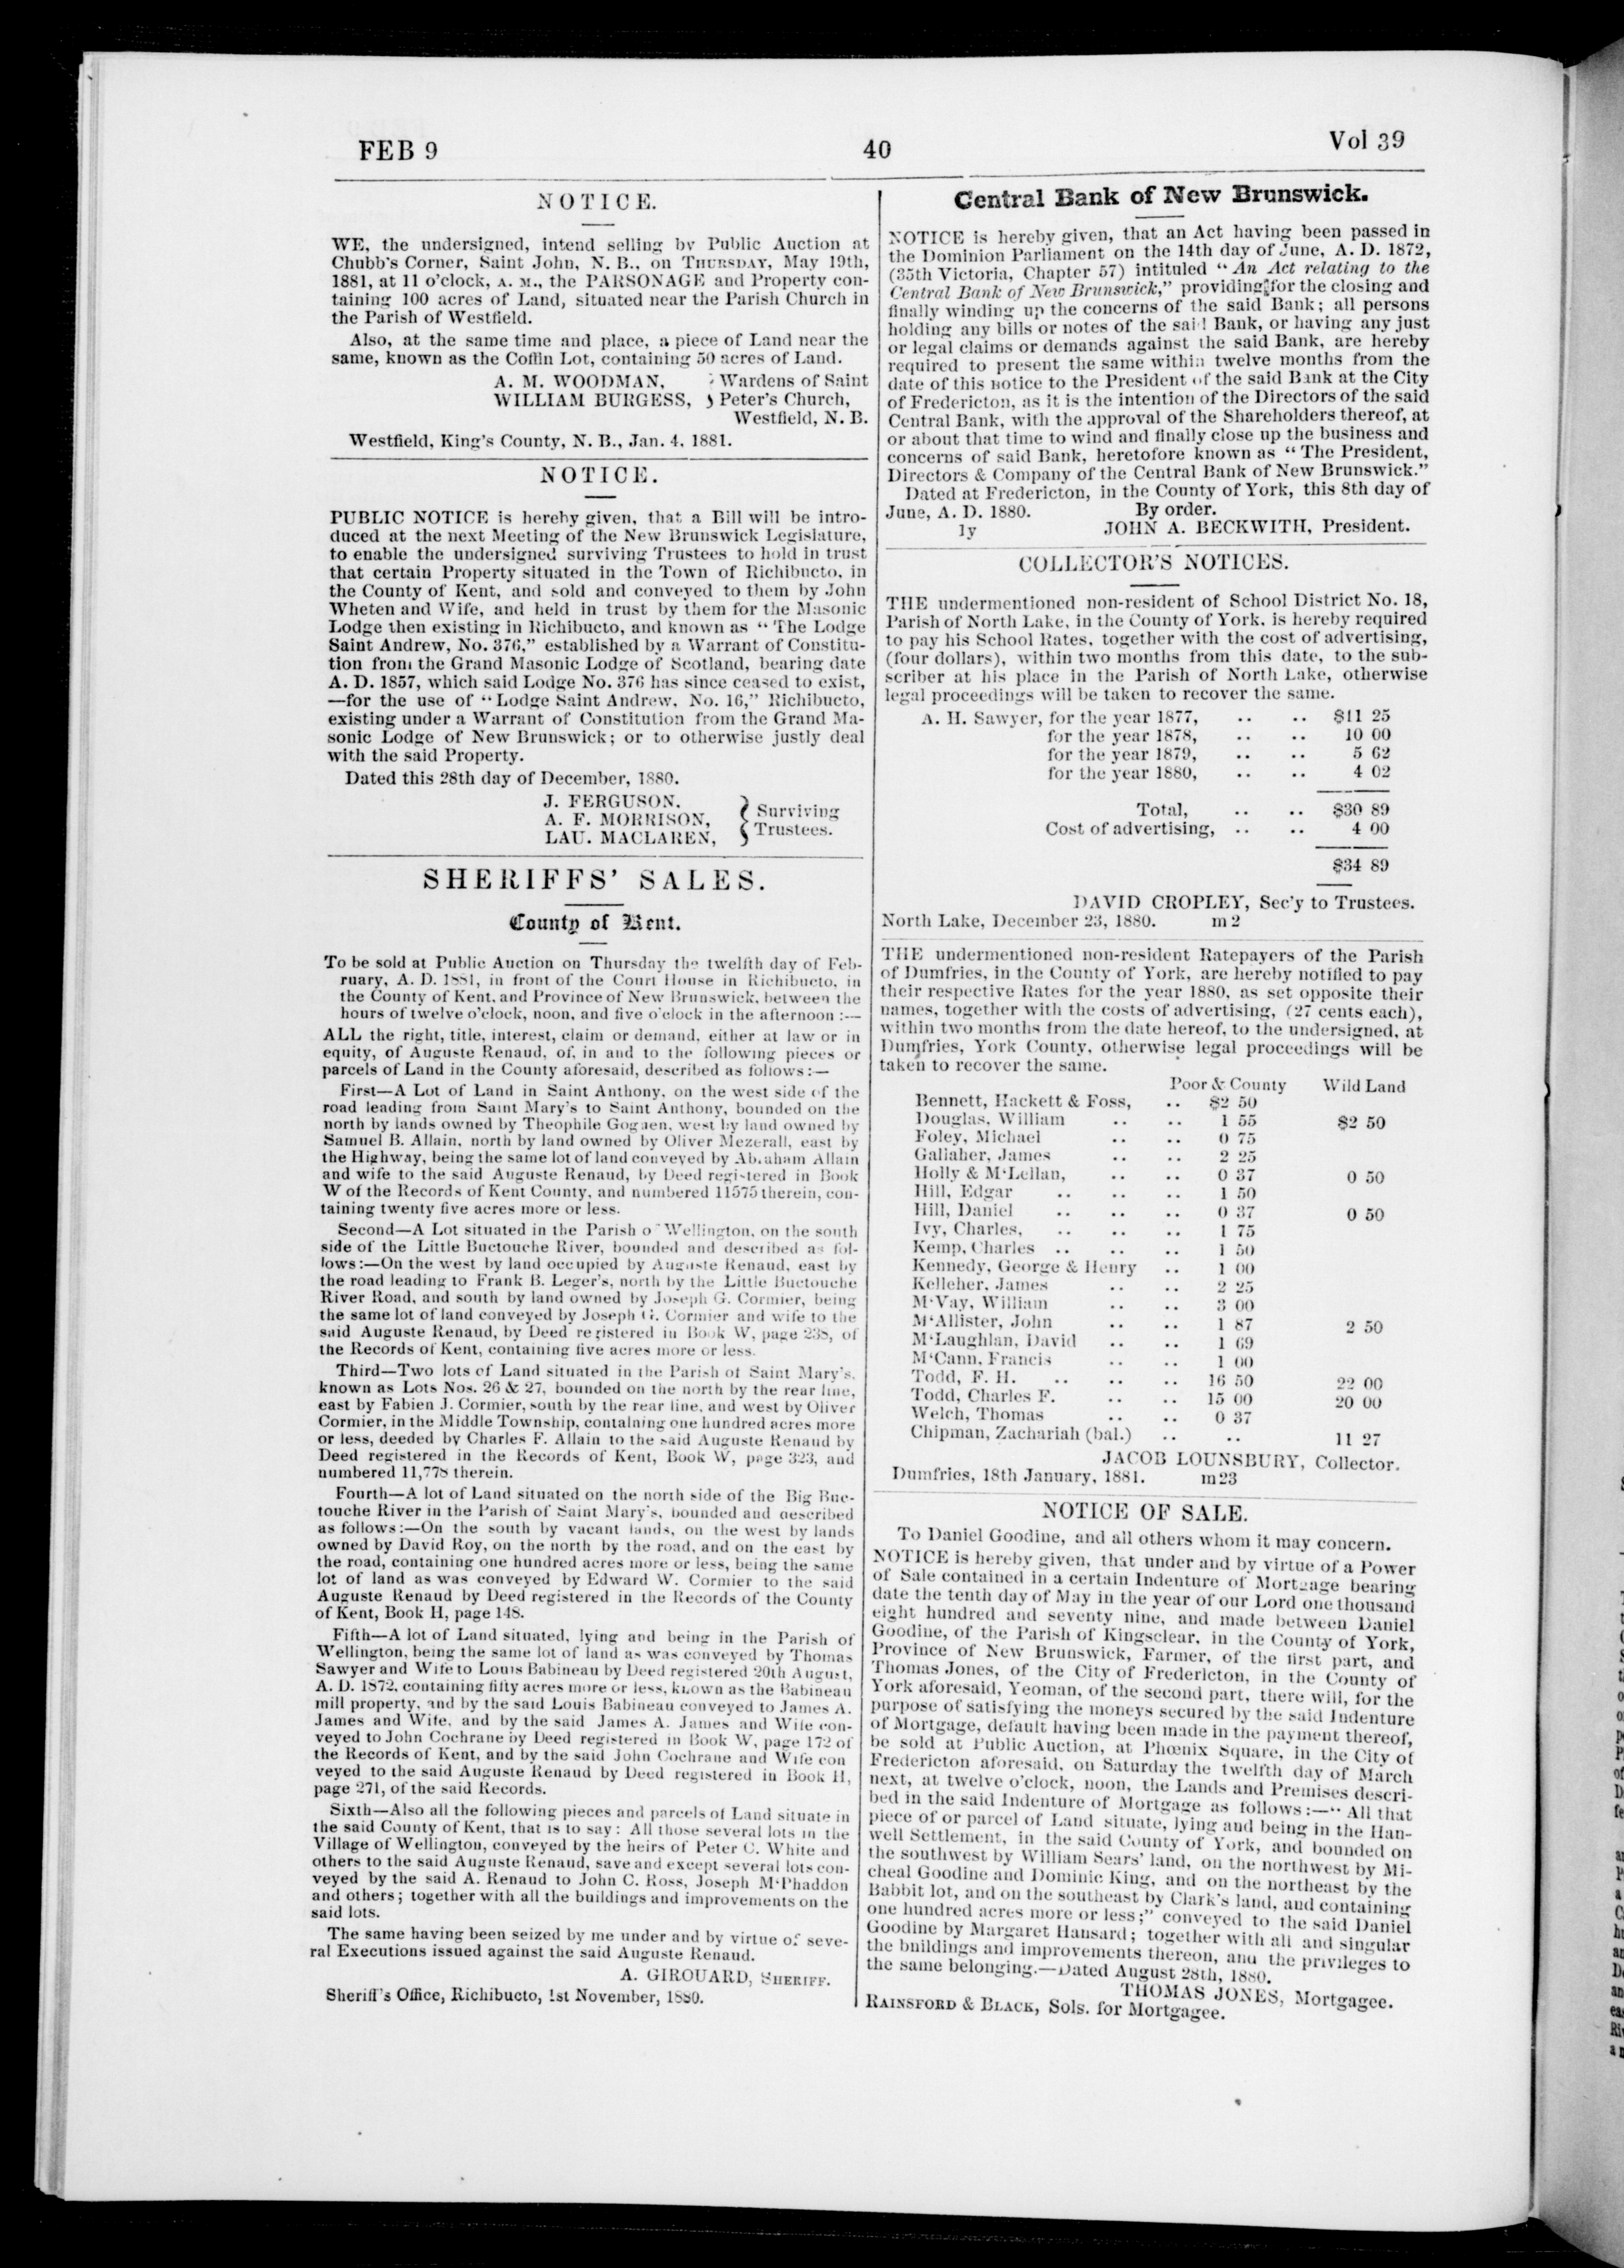 FEB 9
40
Vol 39
NOTICE.
WE, the undersigned, intend selling by Public Auction at
Chubb's Corner, Saint John, N. B., on THURSDAY, May 19th,
1881, at 11 o'clock, A. M., the PARSONAGE and Property con-
taining 100 acres of Land, situated near the Parish Church in
the Parish of Westfield.
Also, at the same time and place, a piece of Land near the
same, known as the Coffin Lot, containing 50 acres of Land.
A. M. WOODMAN, } Wardens of Saint
WILLIAM BURGESS, } Peter's Church,
Westfield, N. B.
Westfield, King's County, N. B., Jan. 4, 1881.
NOTICE.
PUBLIC NOTICE is hereby given, that a Bill will be intro-
duced at the next Meeting of the New Brunswick Legislature,
to enable the undersigned surviving Trustees to hold in trust
that certain Property situated in the Town of Richibucto, in
the County of Kent, and sold and conveyed to them by John
Wheten and Wife, and held in trust by them for the Masonic
Lodge then existing in Richibucto, and known as "The Lodge
Saint Andrew, No. 376," established by a Warrant of Constitu-
tion from the Grand Masonic Lodge of Scotland, bearing date
A. D. 1857, which said Lodge No. 376 has since ceased to exist,
—for the use of "Lodge Saint Andrew, No. 16," Richibucto,
existing under a Warrant of Constitution from the Grand Ma-
sonic Lodge of New Brunswick; or to otherwise justly deal
with the said Property.
Dated this 28th day of December, 1880.
J. FERGUSON.
A. F. MORRISON, } Surviving
LAU. MACLAREN, } Trustees.
SHERIFFS' SALES.
County of Kent.
To be sold at Public Auction on Thursday the twelfth day of Feb-
ruary, A. D. 1881, in front of the Court House in Richibucto, in
the County of Kent, and Province of New Brunswick, between the
hours of twelve o'clock, noon, and five o'clock in the afternoon :—
ALL the right, title, interest, claim or demand, either at law or in
equity, of Auguste Renaud, of, in and to the following pieces or
parcels of Land in the County aforesaid, described as follows:—
First—A Lot of Land in Saint Anthony, on the west side of the
road leading from Saint Mary's to Saint Anthony, bounded on the
north by lands owned by Theophile Goguen, west by land owned by
Samuel B. Allain, north by land owned by Oliver Mezerall, east by
the Highway, being the same lot of land conveyed by Abraham Allain
and wife to the said Auguste Renaud, by Deed registered in Book
W of the Records of Kent County, and numbered 11575 therein, con-
taining twenty five acres more or less.
Second—A Lot situated in the Parish o Wellington, on the south
side of the Little Buctouche River, bounded and described as fol-
lows:—On the west by land occupied by Auguste Renaud, east by
the road leading to Frank B. Leger's, north by the Little Buctouche
River Road, and south by land owned by Joseph G. Cormier, being
the same lot of land conveyed by Joseph G. Cormier and wife to the
said Auguste Renaud, by Deed registered in Book W, page 238, of
the Records of Kent, containing five acres more or less.
Third—Two lots of Land situated in the Parish of Saint Mary's,
known as Lots Nos. 26 & 27, bounded on the north by the rear line,
east by Fabien J. Cormier, south by the rear line, and west by Oliver
Cormier, in the Middle Township, containing one hundred acres more
or less, deeded by Charles F. Allain to the said Auguste Renaud by
Deed registered in the Records of Kent, Book W, page 323, and
numbered 11,778 therein.
Fourth—A lot of Land situated on the north side of the Big Buc-
touche River in the Parish of Saint Mary's, bounded and described
as follows:—On the south by vacant lands, on the west by lands
owned by David Roy, on the north by the road, and on the east by
the road, containing one hundred acres more or less, being the same
lot of land as was conveyed by Edward W. Cormier to the said
Auguste Renaud by Deed registered in the Records of the County
of Kent, Book H, page 148.
Fifth—A lot of Land situated, lying and being in the Parish of
Wellington, being the same lot of land as was conveyed by Thomas
Sawyer and Wife to Louis Babineau by Deed registered 20th August,
A. D. 1872, containing fifty acres more or less, known as the Babineau
mill property, and by the said Louis Babineau conveyed to James A.
James and Wife, and by the said James A. James and Wife con-
veyed to John Cochrane by Deed registered in Book W, page 172 of
the Records of Kent, and by the said John Cochrane and Wife con
veyed to the said Auguste Renaud by Deed registered in Book H,
page 271, of the said Records.
Sixth—Also all the following pieces and parcels of Land situate in
the said County of Kent, that is to say: All those several lots in the
Village of Wellington, conveyed by the heirs of Peter C. White and
others to the said Auguste Renaud, save and except several lots con-
veyed by the said A. Renaud to John C. Ross, Joseph M'Phaddon
and others; together with all the buildings and improvements on the
said lots.
The same having been seized by me under and by virtue of seve-
ral Executions issued against the said Auguste Renaud.
A. GIROUARD, SHERIFF.
Sheriff's Office, Richibucto, 1st November, 1880.
Central Bank of New Brunswick.
NOTICE is hereby given, that an Act having been passed in
the Dominion Parliament on the 14th day of June, A. D. 1872,
(35th Victoria, Chapter 57) intituled "An Act relating to the
Central Bank of New Brunswick," providing for the closing and
finally winding up the concerns of the said Bank; all persons
holding any bills or notes of the said Bank, or having any just
or legal claims or demands against the said Bank, are hereby
required to present the same within twelve months from the
date of this notice to the President of the said Bank at the City
of Fredericton, as it is the intention of the Directors of the said
Central Bank, with the approval of the Shareholders thereof, at
or about that time to wind and finally close up the business and
concerns of said Bank, heretofore known as "The President,
Directors & Company of the Central Bank of New Brunswick."
Dated at Fredericton, in the County of York, this 8th day of
June, A. D. 1880. By order.
ly JOHN A. BECKWITH, President.
COLLECTOR'S NOTICES.
THE undermentioned non-resident of School District No. 18,
Parish of North Lake, in the County of York, is hereby required
to pay his School Rates, together with the cost of advertising,
(four dollars), within two months from this date, to the sub-
scriber at his place in the Parish of North Lake, otherwise
legal proceedings will be taken to recover the same.
A. H. Sawyer, for the year 1877, .. .. $11 25
for the year 1878, .. .. 10 00
for the year 1879, .. .. 5 62
for the year 1880, .. .. 4 02
Total, .. .. $30 89
Cost of advertising, .. .. 4 00
$34 89
DAVID CROPLEY, Sec'y to Trustees.
North Lake, December 23, 1880. m2
THE undermentioned non-resident Ratepayers of the Parish
of Dumfries, in the County of York, are hereby notified to pay
their respective Rates for the year 1880, as set opposite their
names, together with the costs of advertising, (27 cents each),
within two months from the date hereof, to the undersigned, at
Dumfries, York County, otherwise legal proceedings will be
taken to recover the same.
Poor & County Wild Land
Bennett, Hackett & Foss, .. $2 50
Douglas, William .. .. 1 55 $2 50
Foley, Michael .. .. 0 75
Galiaher, James .. .. 2 25
Holly & M'Lellan, .. .. 0 37 0 50
Hill, Edgar .. .. .. 1 50
Hill, Daniel .. .. .. 0 37 0 50
Ivy, Charles, .. .. .. 1 75
Kemp, Charles .. .. .. 1 50
Kennedy, George & Henry .. 1 00
Kelleher, James .. .. 2 25
M'Vay, William .. .. 3 00
M'Allister, John .. .. 1 87 2 50
M'Laughlan, David .. .. 1 69
M'Cann, Francis .. .. 1 00
Todd, F. H. .. .. .. 16 50 22 00
Todd, Charles F. .. .. 15 00 20 00
Welch, Thomas .. .. 0 37
Chipman, Zachariah (bal.) .. .. 11 27
JACOB LOUNSBURY, Collector.
Dumfries, 18th January, 1881. m23
NOTICE OF SALE.
To Daniel Goodine, and all others whom it may concern.
NOTICE is hereby given, that under and by virtue of a Power
of Sale contained in a certain Indenture of Mortgage bearing
date the tenth day of May in the year of our Lord one thousand
eight hundred and seventy nine, and made between Daniel
Goodine, of the Parish of Kingsclear, in the County of York,
Province of New Brunswick, Farmer, of the first part, and
Thomas Jones, of the City of Fredericton, in the County of
York aforesaid, Yeoman, of the second part, there will, for the
purpose of satisfying the moneys secured by the said Indenture
of Mortgage, default having been made in the payment thereof,
be sold at Public Auction, at Phœnix Square, in the City of
Fredericton aforesaid, on Saturday the twelfth day of March
next, at twelve o'clock, noon, the Lands and Premises descri-
bed in the said Indenture of Mortgage as follows:—" All that
piece of or parcel of Land situate, lying and being in the Han-
well Settlement, in the said County of York, and bounded on
the southwest by William Sears' land, on the northwest by Mi-
cheal Goodine and Dominic King, and on the northeast by the
Babbit lot, and on the southeast by Clark's land, and containing
one hundred acres more or less;" conveyed to the said Daniel
Goodine by Margaret Hansard; together with all and singular
the buildings and improvements thereon, and the privileges to
the same belonging.—Dated August 28th, 1880.
THOMAS JONES, Mortgagee.
RAINSFORD & BLACK, Sols. for Mortgagee.